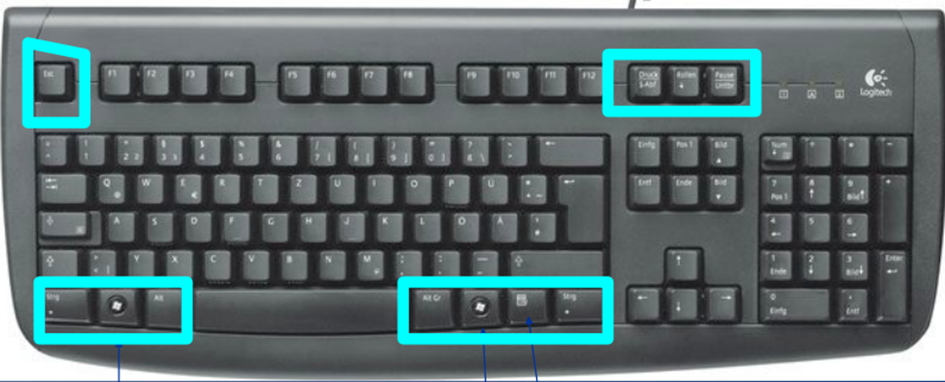 Esc F1 F2 F3 F4 F5 F6 F7 F8 F9 F10 F11 F12 Druck Rollen Pause
S-Abf ↓ Untbr
Logitech
1 2 3 4 5 6 7 8 9 0 ß Einfg Pos 1 Bild ▲ Num
Q W E R T Z U I O P Ü Entf Ende Bild ▼ 7 Pos 1 8 ↑ 9 Bild↑ +
€
A S D F G H J K L Ö Ä 4 ← 5 6 →
< Y X C V B N M ↑ 1 Ende 2 ↓ 3 Bild↓ Enter
Strg Alt Alt Gr Strg ← ↓ → 0 Einfg , Entf